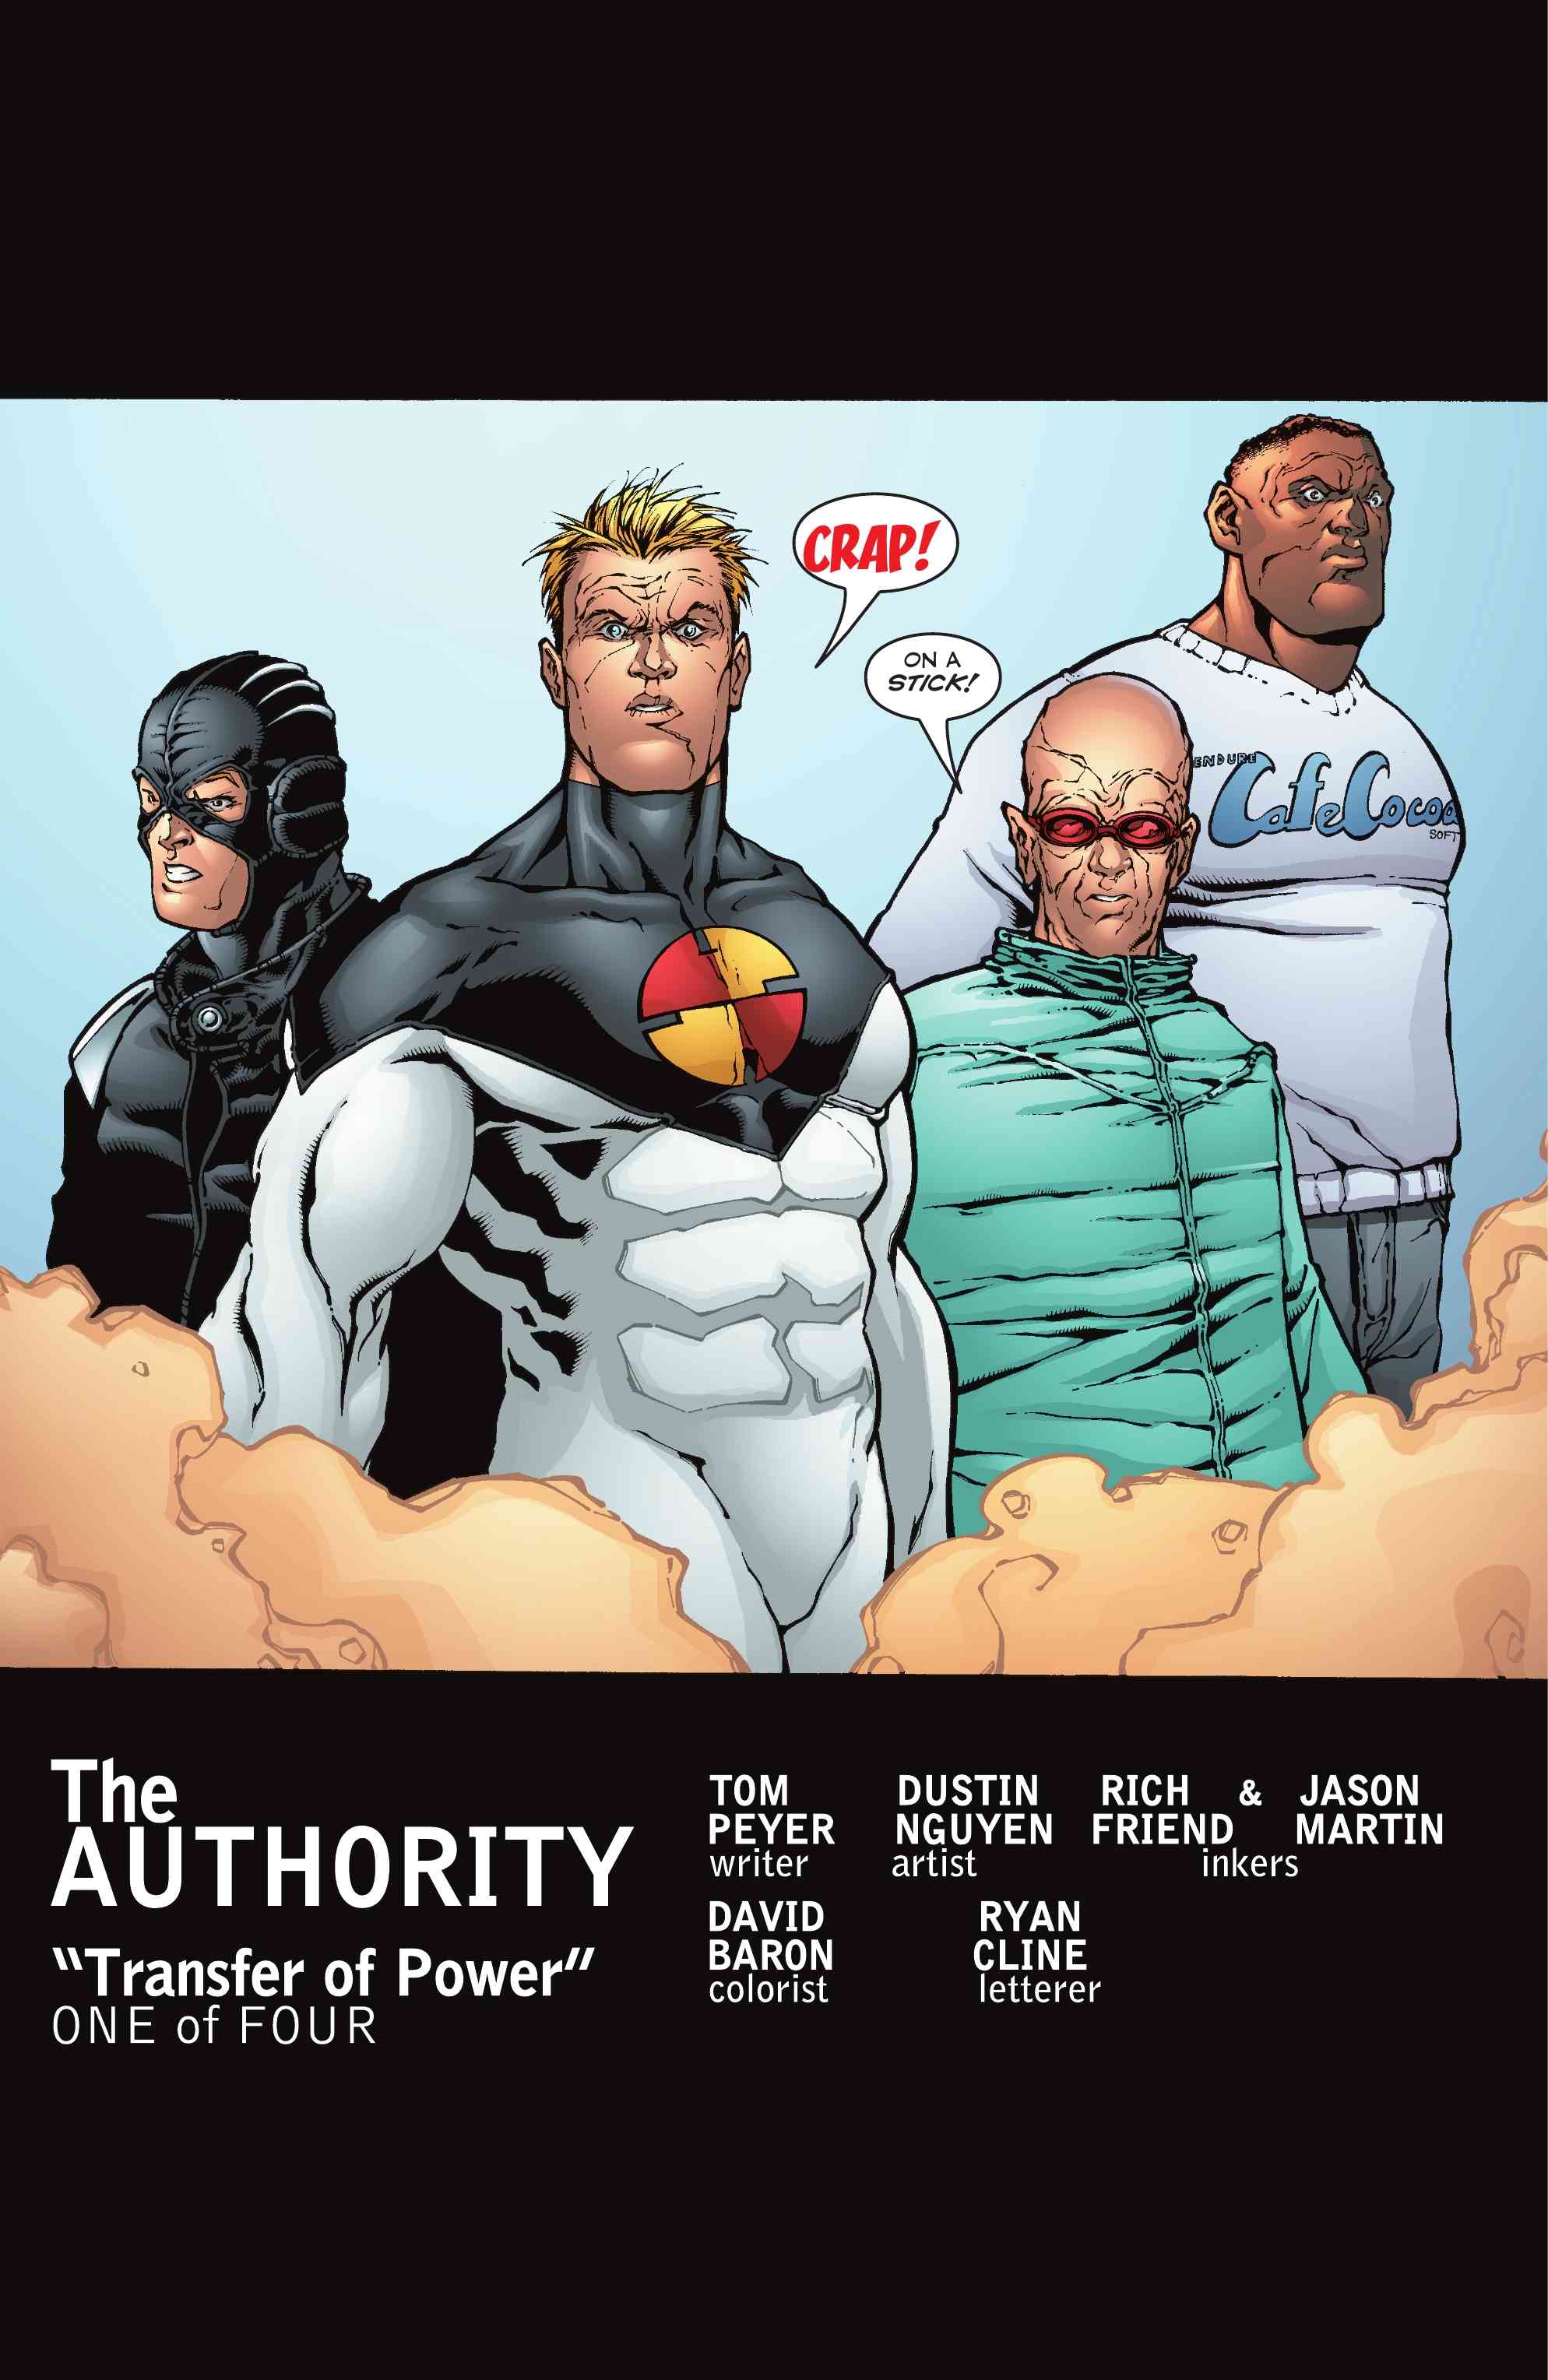 CRAP!
ON A
STICK!
ENDURE
CafeCocoa
SOFT
The
AUTHORITY
"Transfer of Power"
ONE of FOUR
TOM
PEYER
writer
DUSTIN
NGUYEN
artist
RICH & JASON
FRIEND MARTIN
inkers
DAVID
BARON
colorist
RYAN
CLINE
letterer